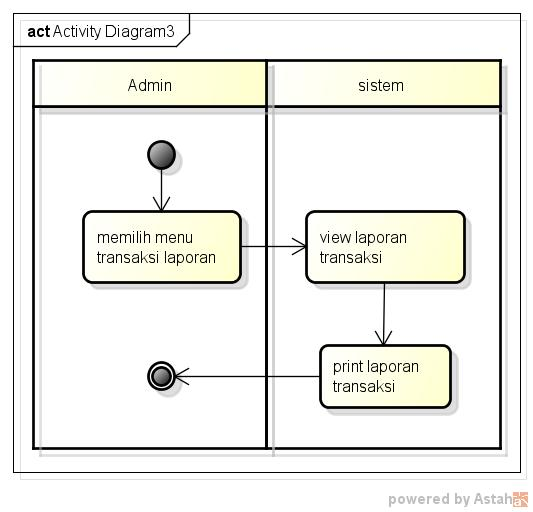 act Activity Diagram3
Admin
sistem
memilih menu
transaksi laporan
view laporan
transaksi
print laporan
transaksi
powered by Astah